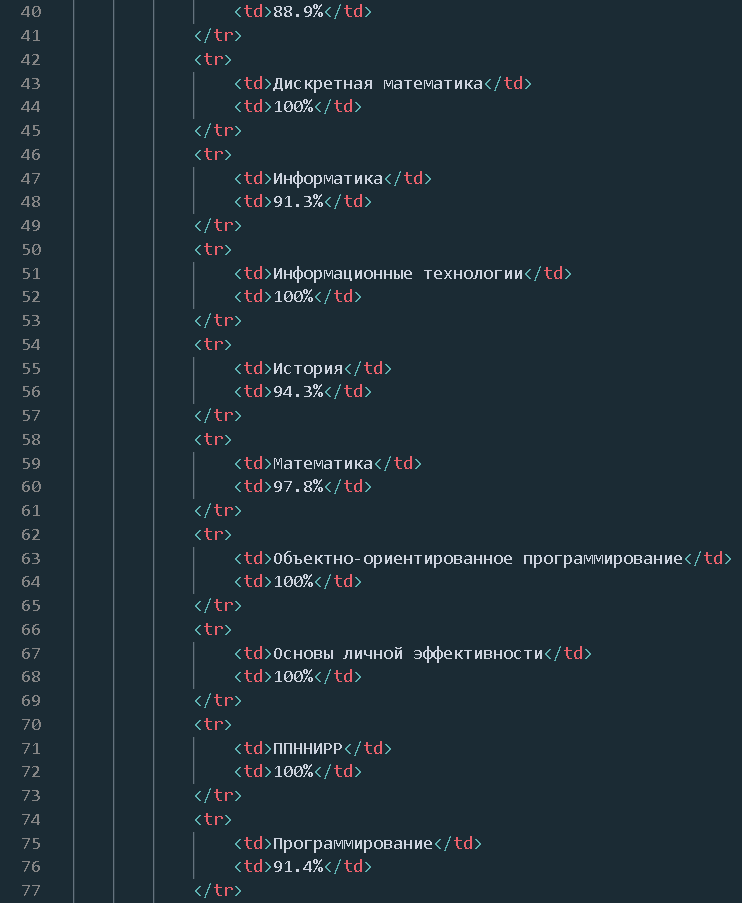 40 <td>88.9%</td>
41 </tr>
42 <tr>
43 <td>Дискретная математика</td>
44 <td>100%</td>
45 </tr>
46 <tr>
47 <td>Информатика</td>
48 <td>91.3%</td>
49 </tr>
50 <tr>
51 <td>Информационные технологии</td>
52 <td>100%</td>
53 </tr>
54 <tr>
55 <td>История</td>
56 <td>94.3%</td>
57 </tr>
58 <tr>
59 <td>Математика</td>
60 <td>97.8%</td>
61 </tr>
62 <tr>
63 <td>Объектно-ориентированное программирование</td>
64 <td>100%</td>
65 </tr>
66 <tr>
67 <td>Основы личной эффективности</td>
68 <td>100%</td>
69 </tr>
70 <tr>
71 <td>ППННИРР</td>
72 <td>100%</td>
73 </tr>
74 <tr>
75 <td>Программирование</td>
76 <td>91.4%</td>
77 </tr>